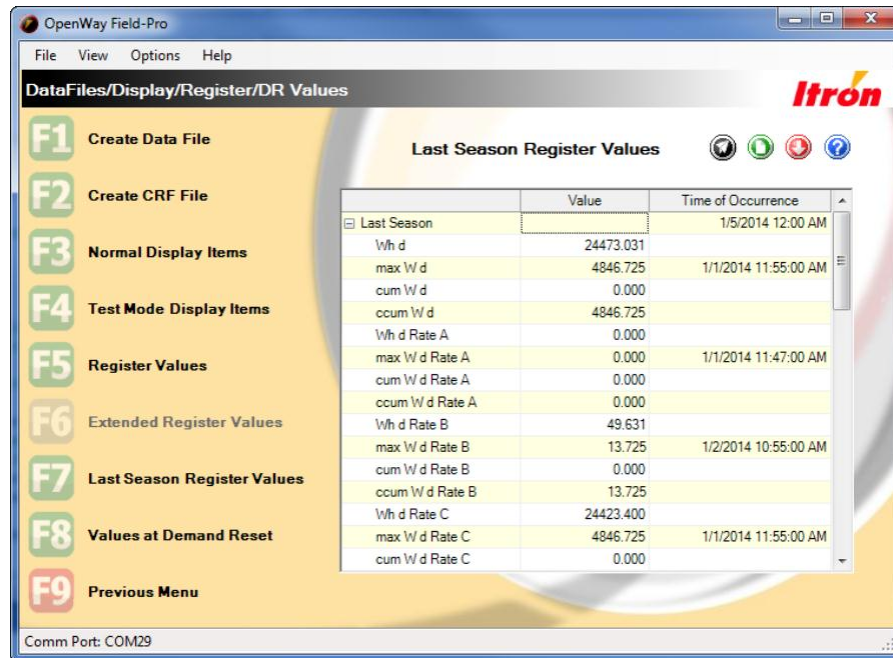 OpenWay Field-Pro
File View Options Help
DataFiles/Display/Register/DR Values
Itrón
F1 Create Data File
F2 Create CRF File
F3 Normal Display Items
F4 Test Mode Display Items
F5 Register Values
F6 Extended Register Values
F7 Last Season Register Values
F8 Values at Demand Reset
F9 Previous Menu
Last Season Register Values
Value Time of Occurrence
Last Season 1/5/2014 12:00 AM
Wh d 24473.031
max W d 4846.725 1/1/2014 11:55:00 AM
cum W d 0.000
ccum W d 4846.725
Wh d Rate A 0.000
max W d Rate A 0.000 1/1/2014 11:47:00 AM
cum W d Rate A 0.000
ccum W d Rate A 0.000
Wh d Rate B 49.631
max W d Rate B 13.725 1/2/2014 10:55:00 AM
cum W d Rate B 0.000
ccum W d Rate B 13.725
Wh d Rate C 24423.400
max W d Rate C 4846.725 1/1/2014 11:55:00 AM
cum W d Rate C 0.000
Comm Port: COM29